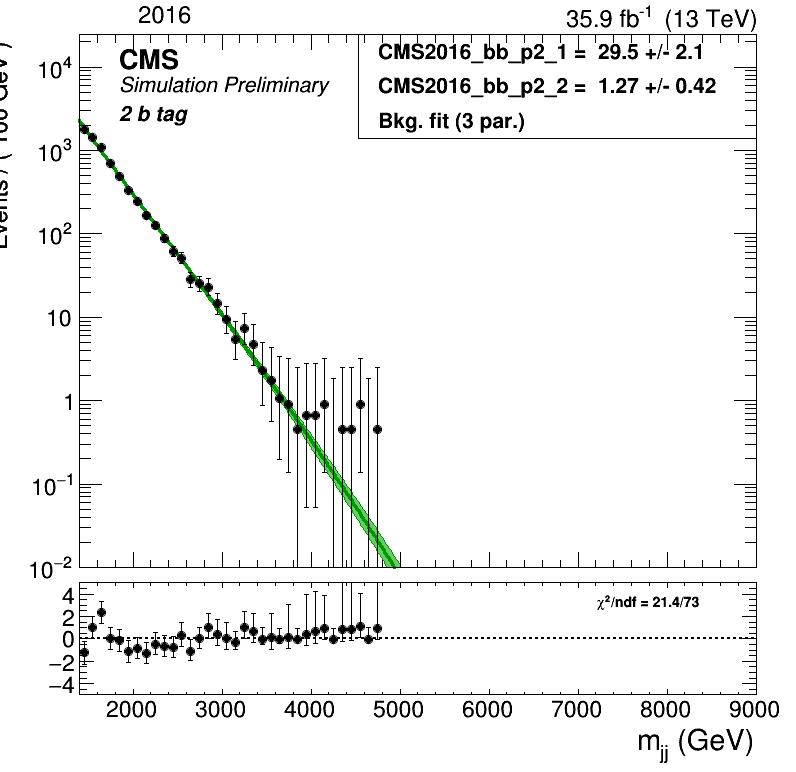 2016 35.9 fb⁻¹ (13 TeV)
CMS
Simulation Preliminary
2 b tag
CMS2016_bb_p2_1 = 29.5 +/- 2.1
CMS2016_bb_p2_2 = 1.27 +/- 0.42
Bkg. fit (3 par.)
10⁴
10³
10²
10
1
10⁻¹
10⁻²
χ²/ndf = 21.4/73
4
2
0
−2
−4
2000 3000 4000 5000 6000 7000 8000 9000
m_jj (GeV)